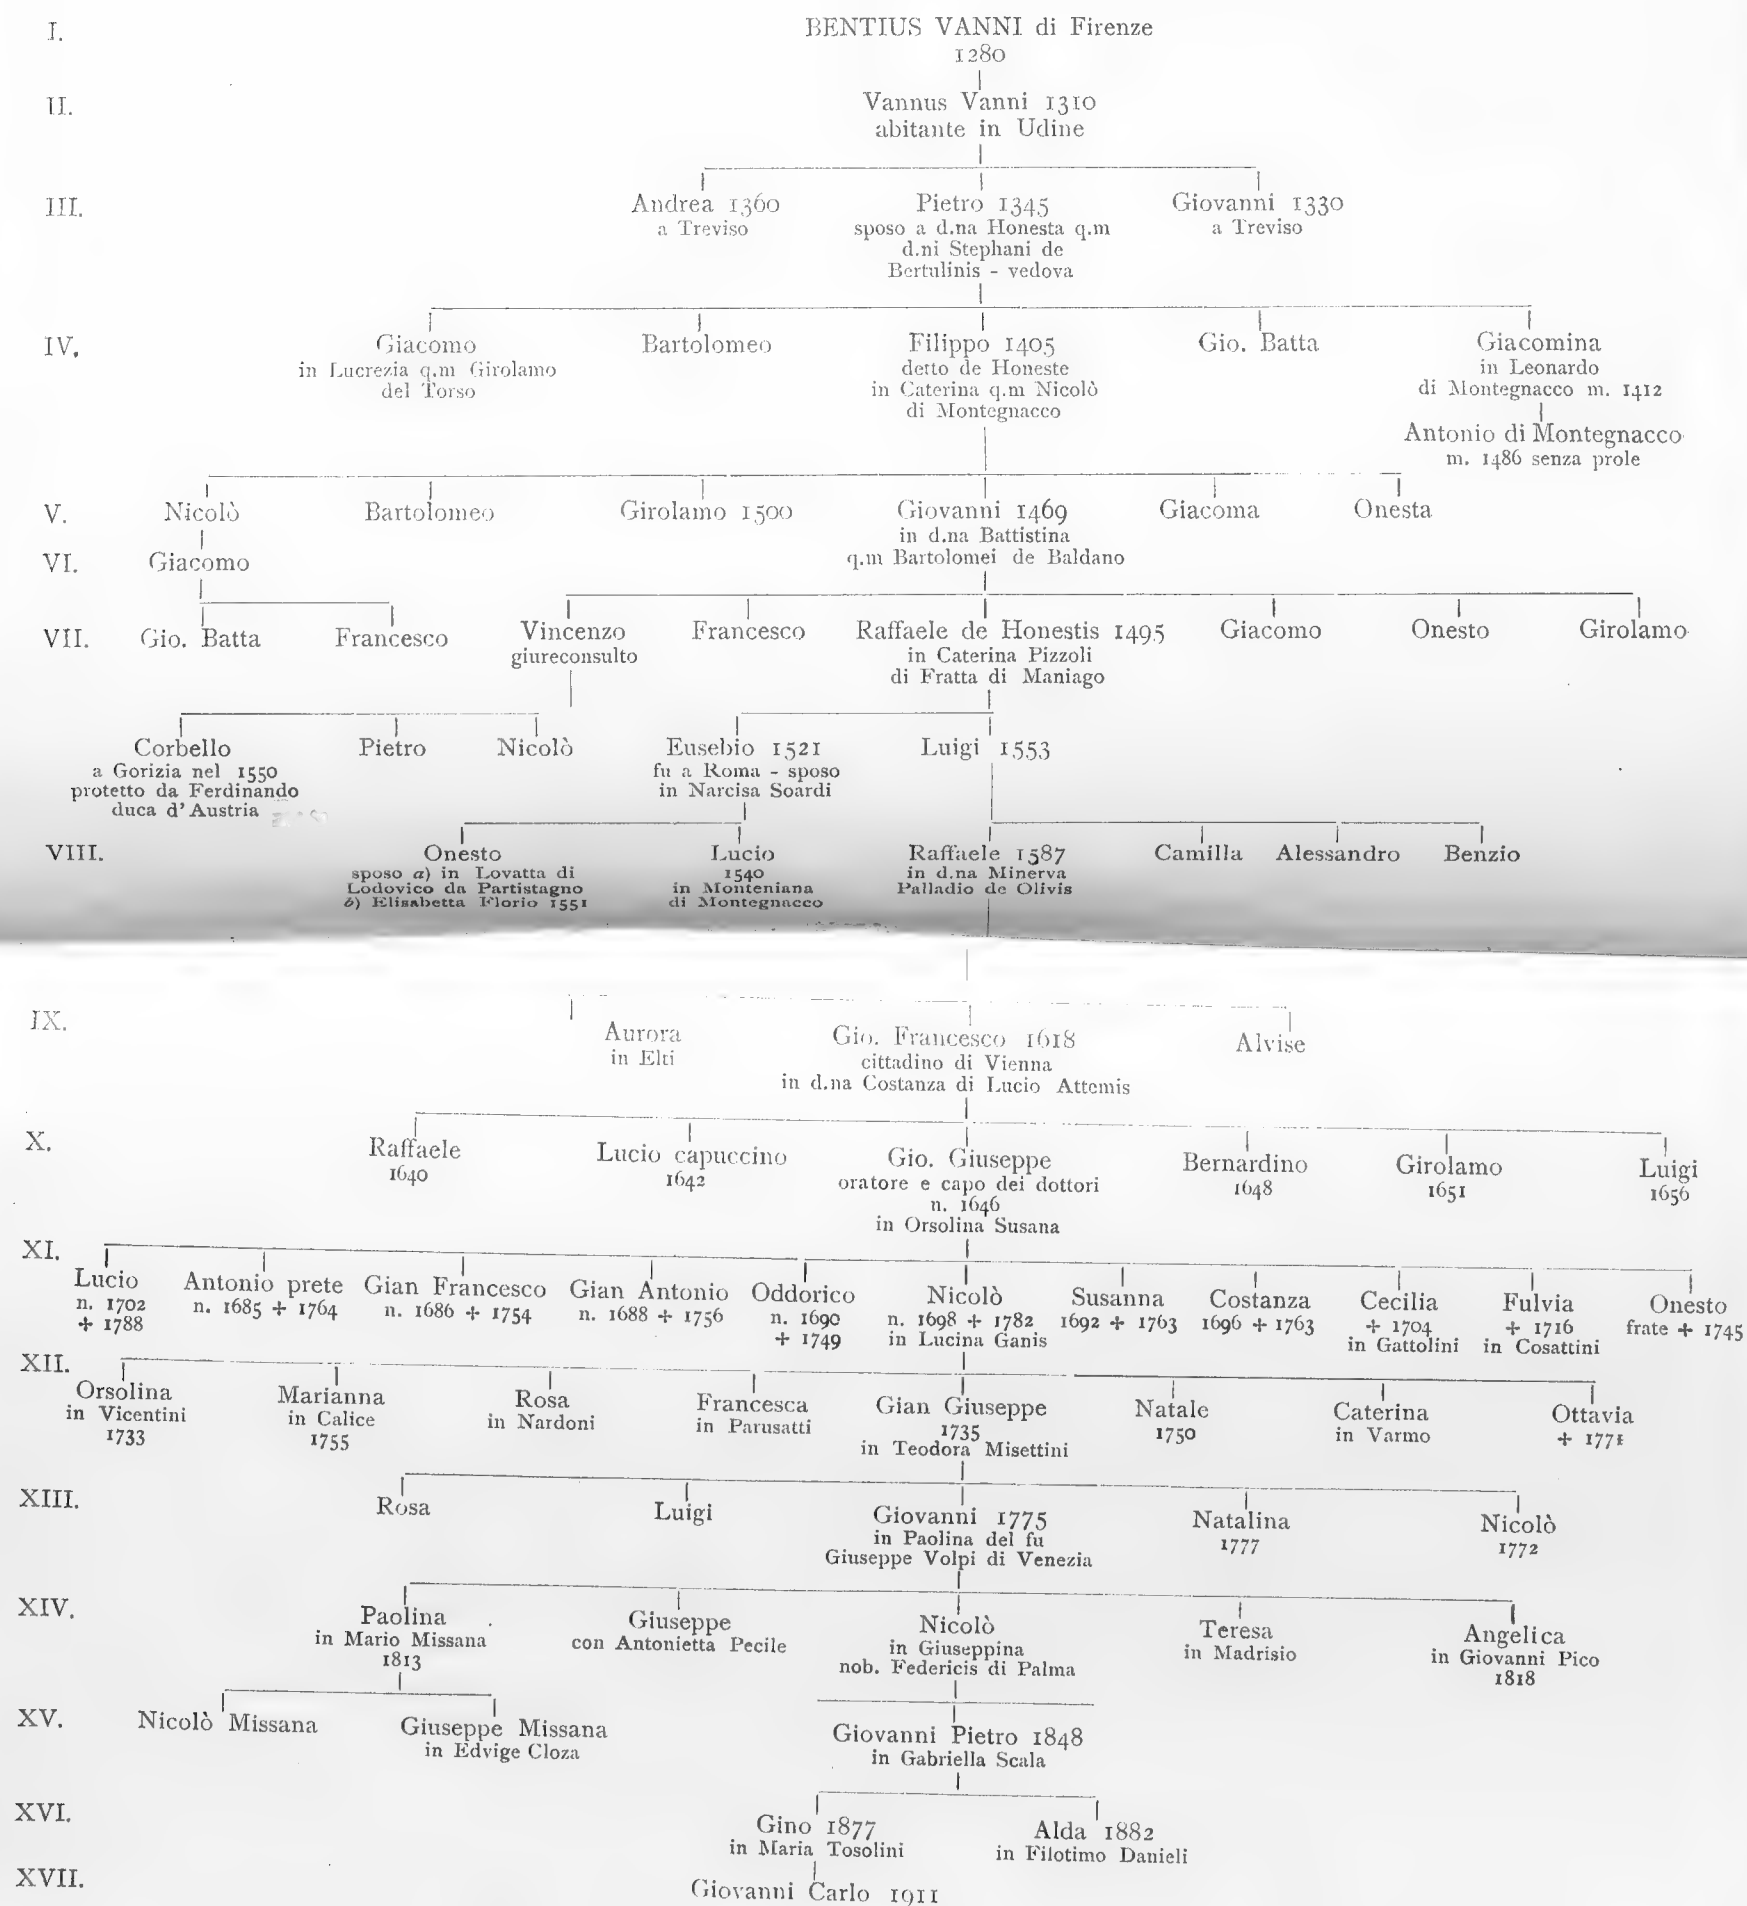 I.
BENTIUS VANNI di Firenze
1280
II.
Vannus Vanni 1310
abitante in Udine
III.
Andrea 1360
a Treviso
Pietro 1345
sposo a d.na Honesta q.m
d.ni Stephani de
Bertulinis - vedova
Giovanni 1330
a Treviso
IV.
Giacomo
in Lucrezia q.m Girolamo
del Torso
Bartolomeo
Filippo 1405
detto de Honeste
in Caterina q.m Nicolò
di Montegnacco
Gio. Batta
Giacomina
in Leonardo
di Montegnacco m. 1412
Antonio di Montegnacco
m. 1486 senza prole
V.
Nicolò
Bartolomeo
Girolamo 1500
Giovanni 1469
in d.na Battistina
q.m Bartolomei de Baldano
Giacoma
Onesta
VI.
Giacomo
VII.
Gio. Batta
Francesco
Vincenzo
giureconsulto
Francesco
Raffaele de Honestis 1495
in Caterina Pizzoli
di Fratta di Maniago
Giacomo
Onesto
Girolamo
Corbello
a Gorizia nel 1550
protetto da Ferdinando
duca d'Austria
Pietro
Nicolò
Eusebio 1521
fu a Roma - sposo
in Narcisa Soardi
Luigi 1553
VIII.
Onesto
sposo a) in Lovatta di
Lodovico da Partistagno
b) Elisabetta Florio 1551
Lucio
1540
in Monteniana
di Montegnacco
Raffaele 1587
in d.na Minerva
Palladio de Olivis
Camilla
Alessandro
Benzio
IX.
Aurora
in Elti
Gio. Francesco 1618
cittadino di Vienna
in d.na Costanza di Lucio Attemis
Alvise
X.
Raffaele
1640
Lucio capuccino
1642
Gio. Giuseppe
oratore e capo dei dottori
n. 1646
in Orsolina Susana
Bernardino
1648
Girolamo
1651
Luigi
1656
XI.
Lucio
n. 1702
+ 1788
Antonio prete
n. 1685 + 1764
Gian Francesco
n. 1686 + 1754
Gian Antonio
n. 1688 + 1756
Oddorico
n. 1690
+ 1749
Nicolò
n. 1698 + 1782
in Lucina Ganis
Susanna
1692 + 1763
Costanza
1696 + 1763
Cecilia
+ 1704
in Gattolini
Fulvia
+ 1716
in Cosattini
Onesto
frate + 1745
XII.
Orsolina
in Vicentini
1733
Marianna
in Calice
1755
Rosa
in Nardoni
Francesca
in Parusatti
Gian Giuseppe
1735
in Teodora Misettini
Natale
1750
Caterina
in Varmo
Ottavia
+ 1771
XIII.
Rosa
Luigi
Giovanni 1775
in Paolina del fu
Giuseppe Volpi di Venezia
Natalina
1777
Nicolò
1772
XIV.
Paolina
in Mario Missana
1813
Giuseppe
con Antonietta Pecile
Nicolò
in Giuseppina
nob. Federicis di Palma
Teresa
in Madrisio
Angelica
in Giovanni Pico
1818
XV.
Nicolò Missana
Giuseppe Missana
in Edvige Cloza
Giovanni Pietro 1848
in Gabriella Scala
XVI.
Gino 1877
in Maria Tosolini
Alda 1882
in Filotimo Danieli
XVII.
Giovanni Carlo 1911